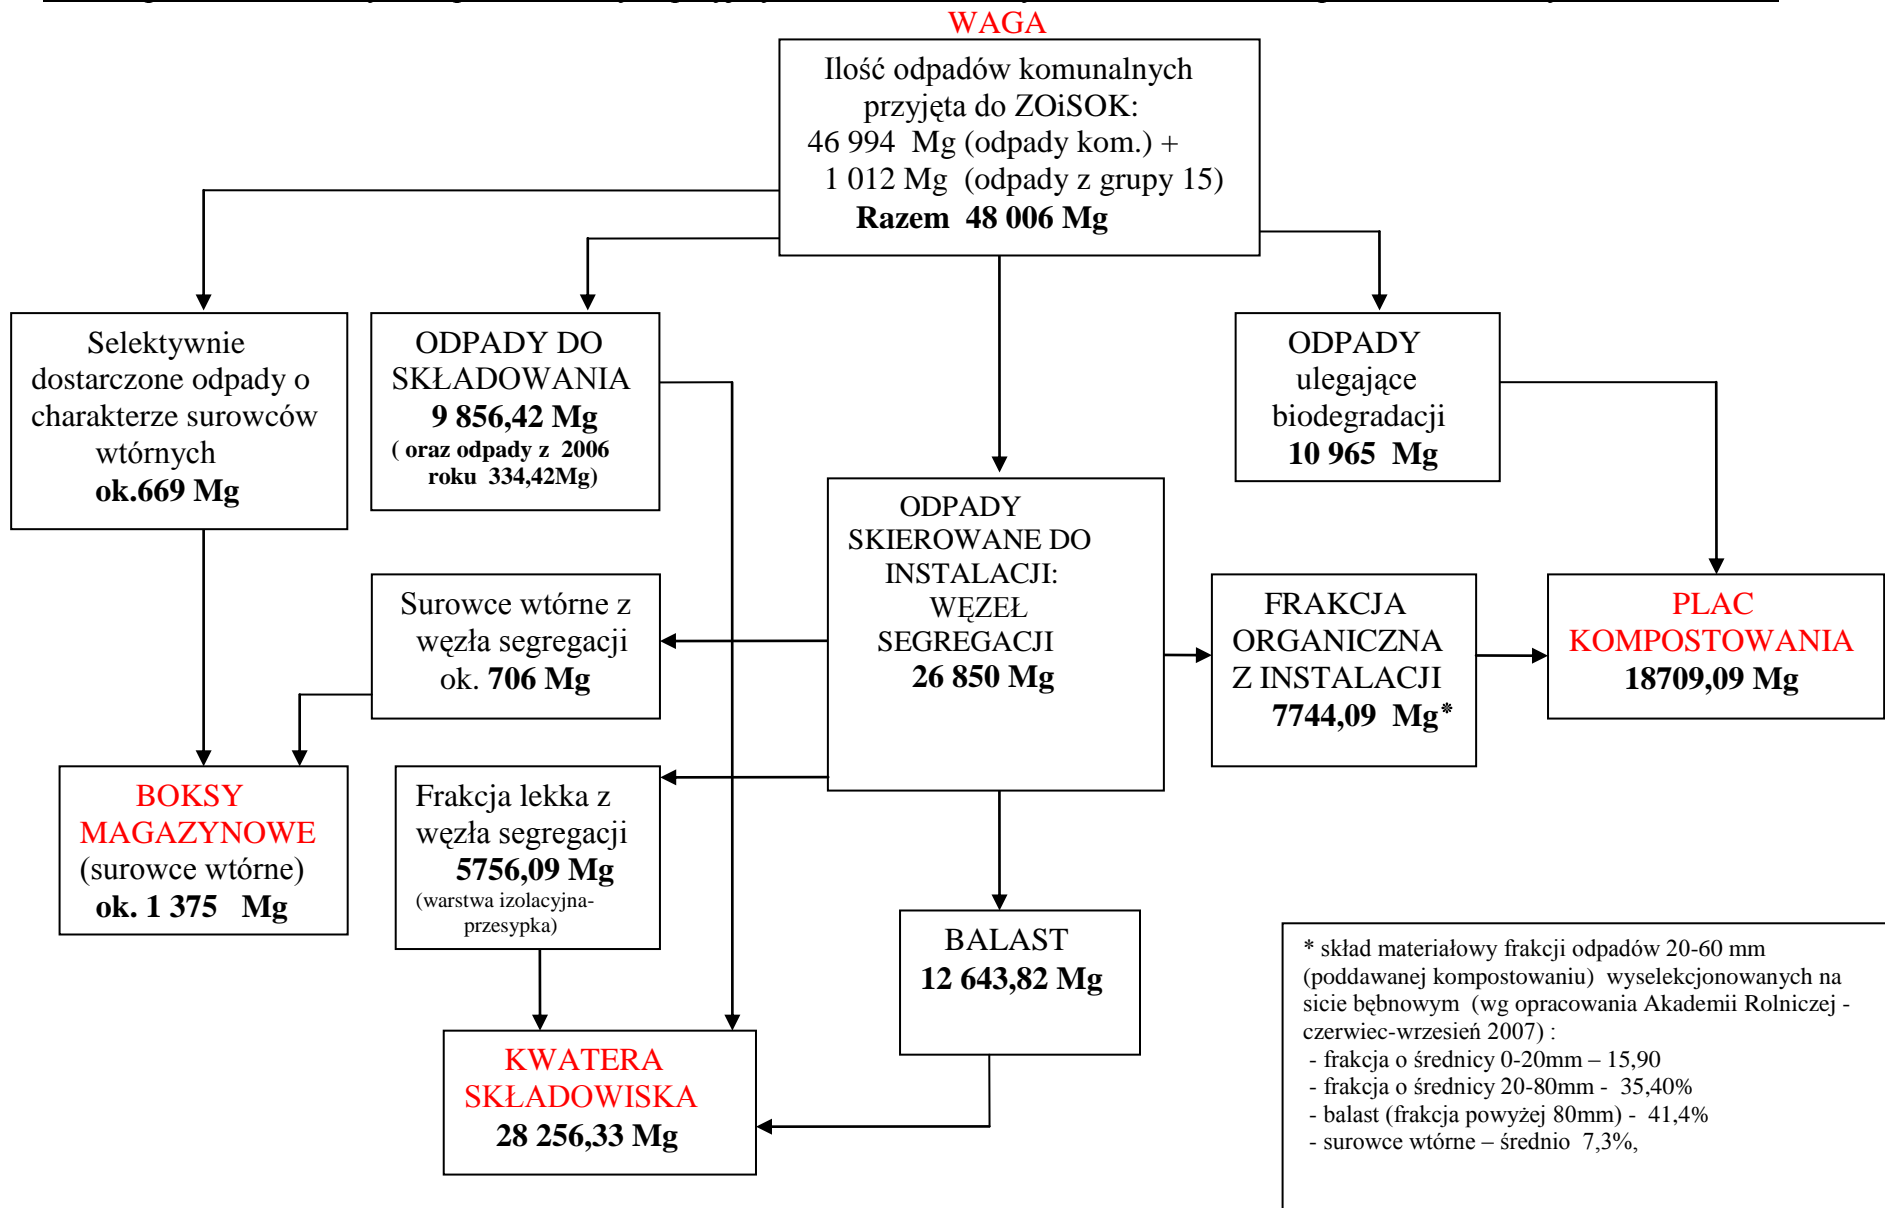 WAGA
Ilość odpadów komunalnych
przyjęta do ZOiSOK:
46 994 Mg (odpady kom.) +
1 012 Mg (odpady z grupy 15)
Razem 48 006 Mg
Selektywnie
dostarczone odpady o
charakterze surowców
wtórnych
ok.669 Mg
ODPADY DO
SKŁADOWANIA
9 856,42 Mg
( oraz odpady z 2006
roku 334,42Mg)
ODPADY
ulegające
biodegradacji
10 965 Mg
ODPADY
SKIEROWANE DO
INSTALACJI:
WĘZEŁ
SEGREGACJI
26 850 Mg
Surowce wtórne z
węzła segregacji
ok. 706 Mg
FRAKCJA
ORGANICZNA
Z INSTALACJI
7744,09 Mg*
PLAC
KOMPOSTOWANIA
18709,09 Mg
BOKSY
MAGAZYNOWE
(surowce wtórne)
ok. 1 375 Mg
Frakcja lekka z
węzła segregacji
5756,09 Mg
(warstwa izolacyjna-
przesypka)
BALAST
12 643,82 Mg
KWATERA
SKŁADOWISKA
28 256,33 Mg
* skład materiałowy frakcji odpadów 20-60 mm
(poddawanej kompostowaniu) wyselekcjonowanych na
sicie bębnowym (wg opracowania Akademii Rolniczej -
czerwiec-wrzesień 2007) :
- frakcja o średnicy 0-20mm – 15,90
- frakcja o średnicy 20-80mm - 35,40%
- balast (frakcja powyżej 80mm) - 41,4%
- surowce wtórne – średnio 7,3%,